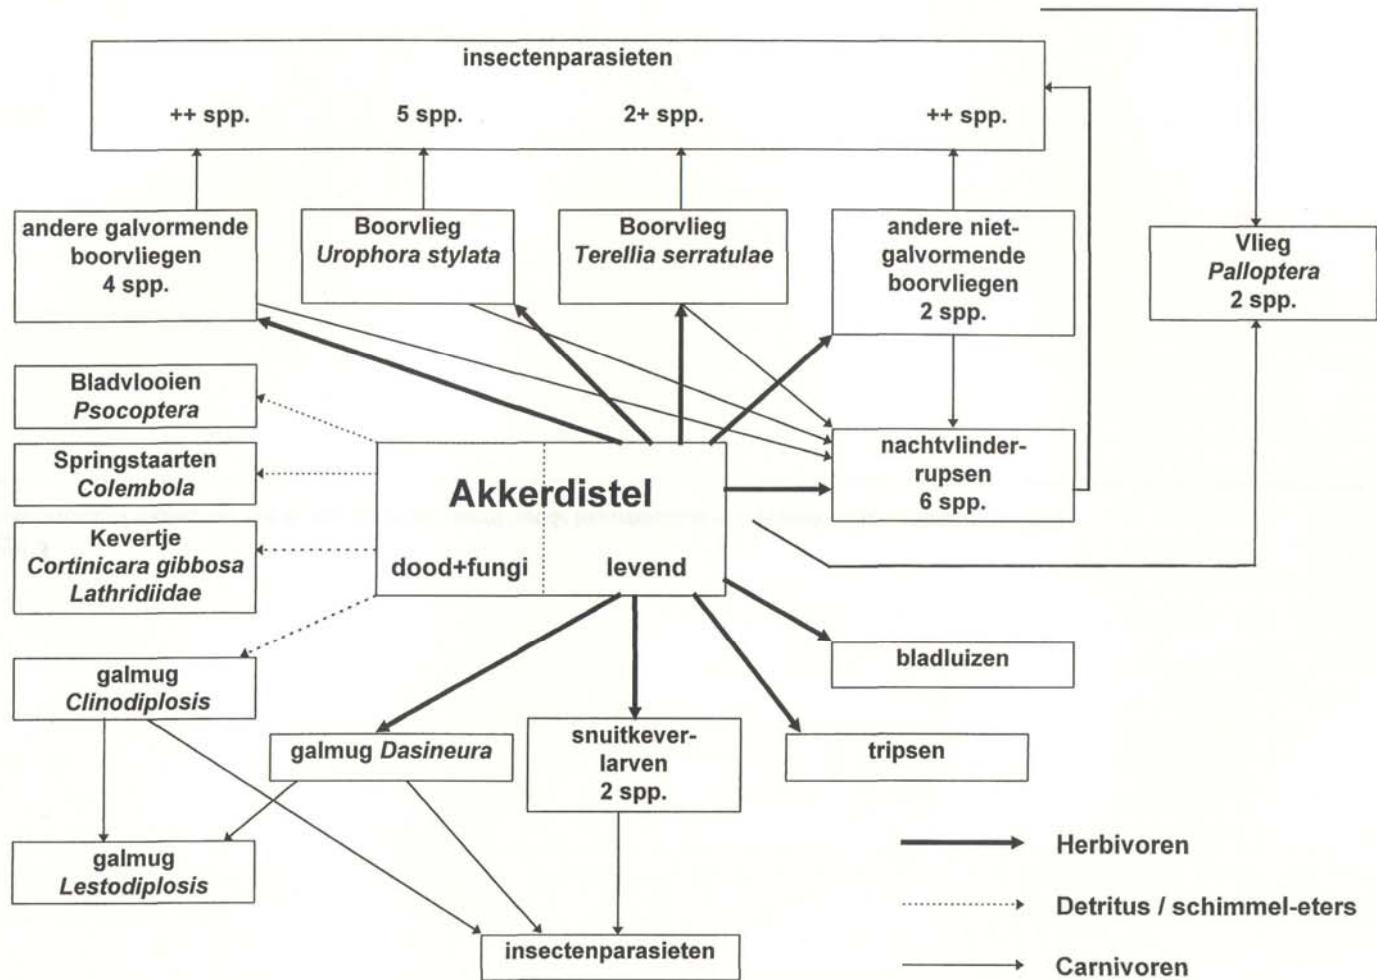 insectenparasieten
++ spp.
5 spp.
2+ spp.
++ spp.
andere galvormende
boorvliegen
4 spp.
Boorvlieg
Urophora stylata
Boorvlieg
Terellia serratulae
andere niet-
galvormende
boorvliegen
2 spp.
Vlieg
Palloptera
2 spp.
Bladvlooien
Psocoptera
Springstaarten
Colembola
Kevertje
Cortinicara gibbosa
Lathridiidae
Akkerdistel
dood+fungi
levend
nachtvlinder-
rupsen
6 spp.
bladluizen
galmug
Clinodiplosis
galmug Dasineura
snuitkever-
larven
2 spp.
tripsen
galmug
Lestodiplosis
insectenparasieten
Herbivoren
Detritus / schimmel-eters
Carnivoren